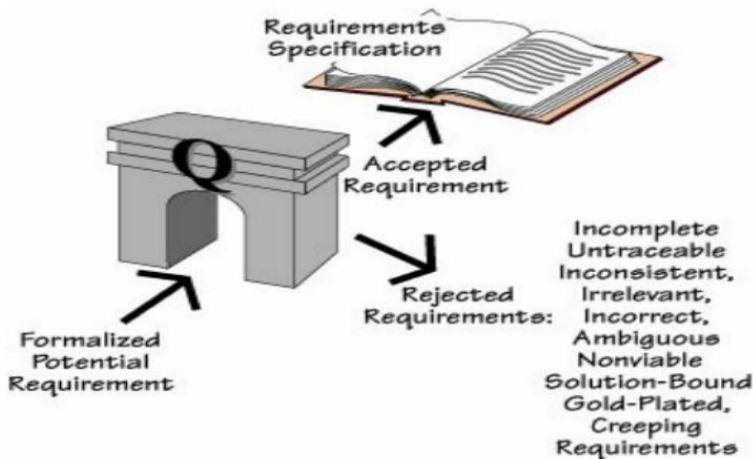 Requirements
Specification
Q
Accepted
Requirement
Formalized
Potential
Requirement
Rejected
Requirements:
Incomplete
Untraceable
Inconsistent,
Irrelevant,
Incorrect,
Ambiguous
Nonviable
Solution-Bound
Gold-Plated,
Creeping
Requirements